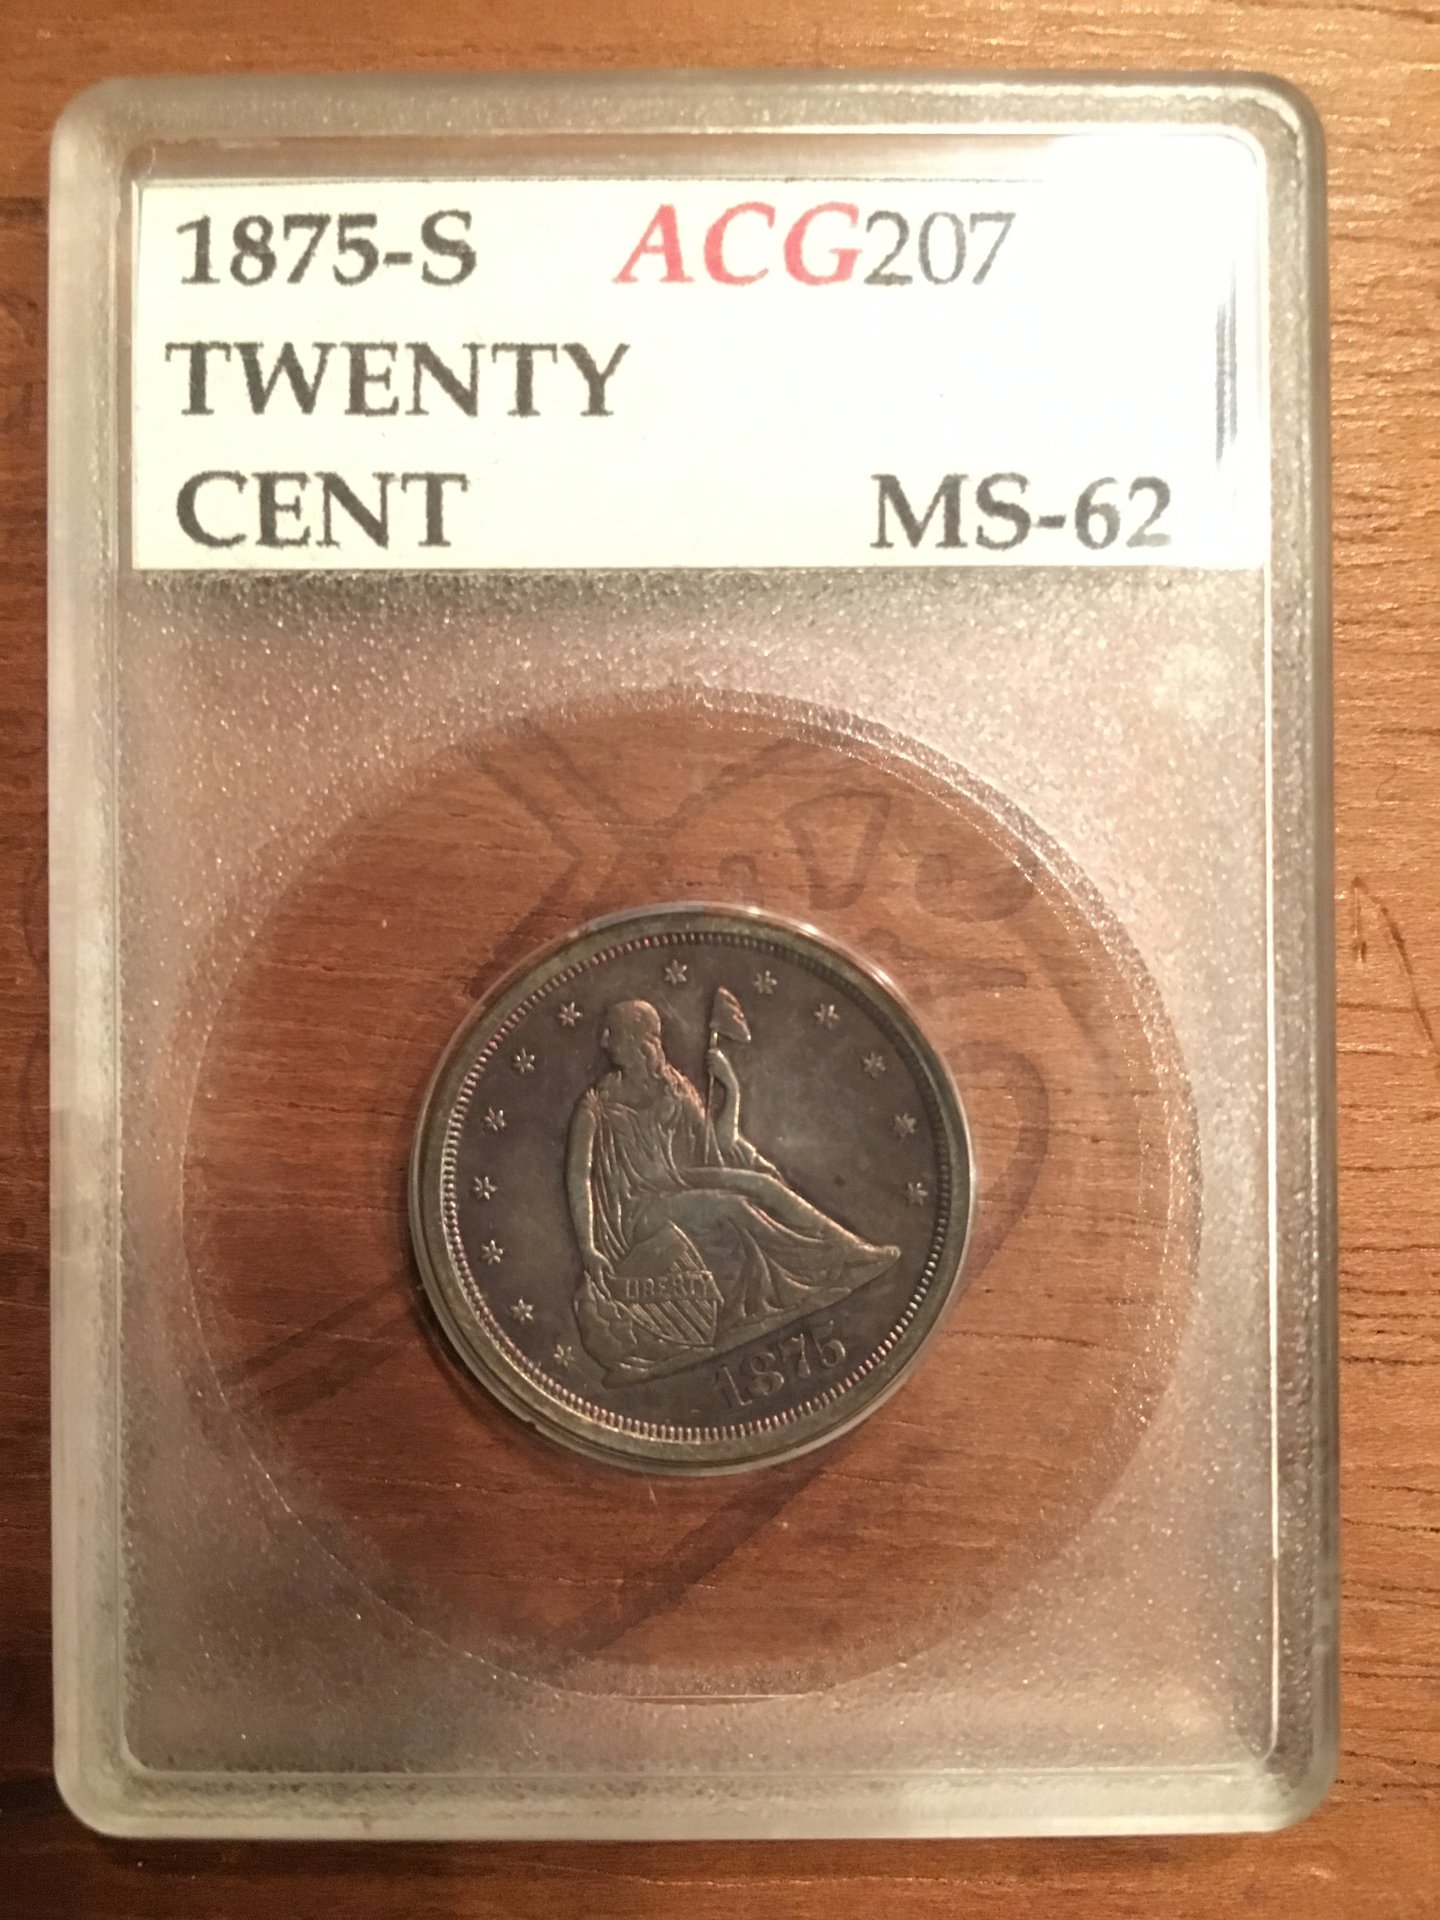 1875-S ACG207
TWENTY
CENT MS-62
LIBERTY
1875